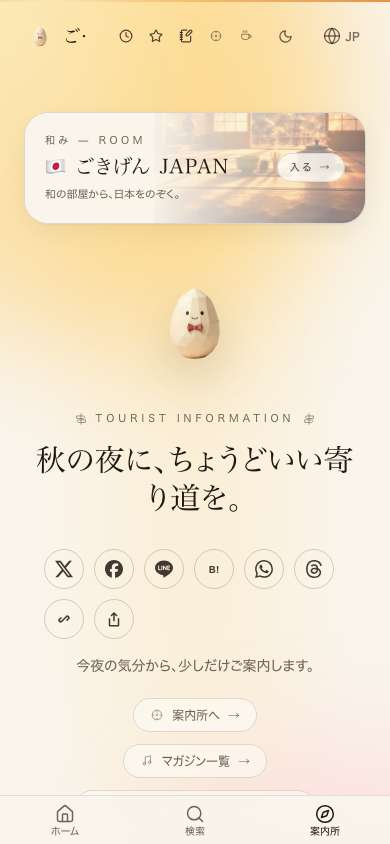 ご・
JP
和み — ROOM
🇯🇵 ごきげん JAPAN
入る →
和の部屋から、日本をのぞく。
TOURIST INFORMATION
秋の夜に、ちょうどいい寄
り道を。
LINE
B!
今夜の気分から、少しだけご案内します。
案内所へ →
マガジン一覧 →
ホーム
検索
案内所